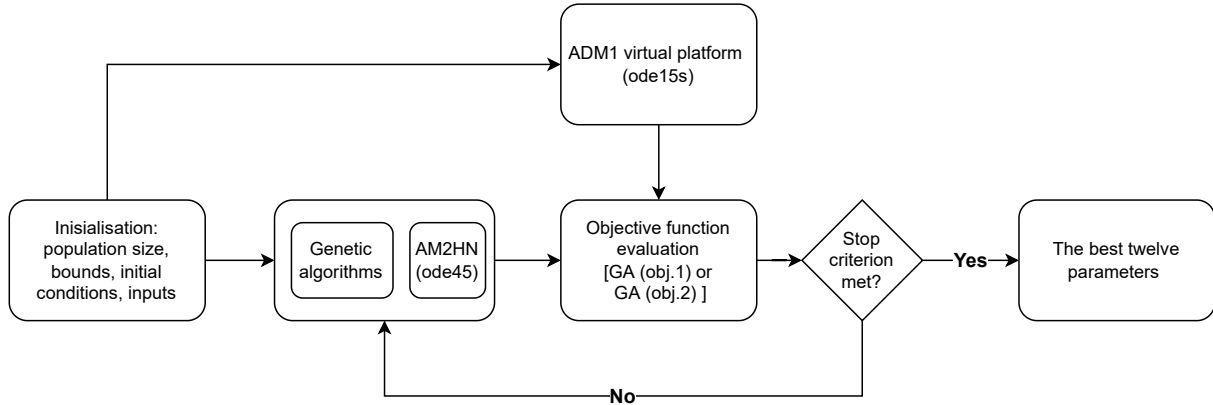 ADM1 virtual platform
(ode15s)
Inisialisation:
population size,
bounds, initial
conditions, inputs
Genetic
algorithms
AM2HN
(ode45)
Objective function
evaluation
[GA (obj.1) or
GA (obj.2) ]
Stop
criterion
met?
Yes
The best twelve
parameters
No